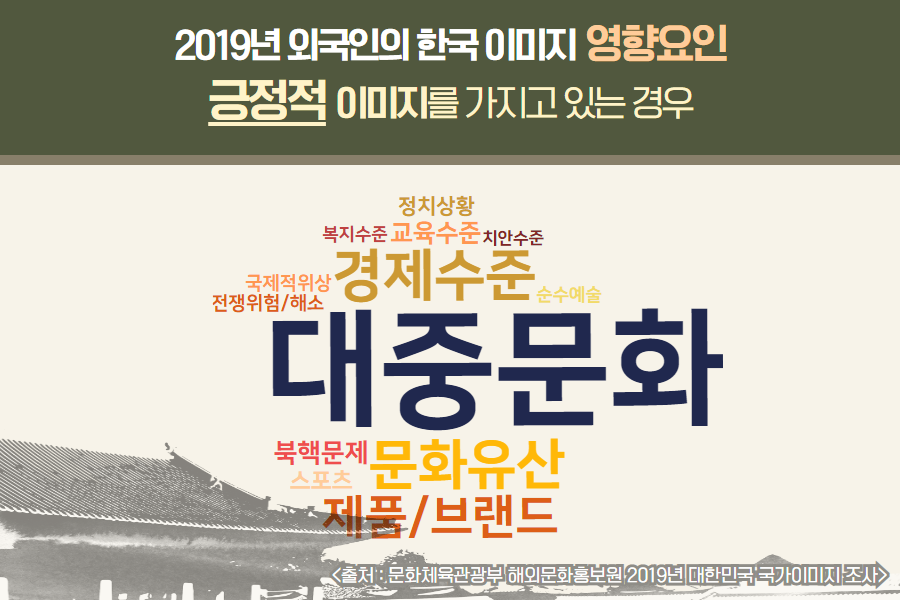 2019년 외국인의 한국 이미지 영향요인
긍정적 이미지를 가지고 있는 경우
정치상황
복지수준 교육수준 치안수준
국제적위상 경제수준 순수예술
전쟁위험/해소
대중문화
북핵문제 문화유산
스포츠
제품/브랜드
<출처 : 문화체육관광부 해외문화홍보원 2019년 대한민국 국가이미지 조사>